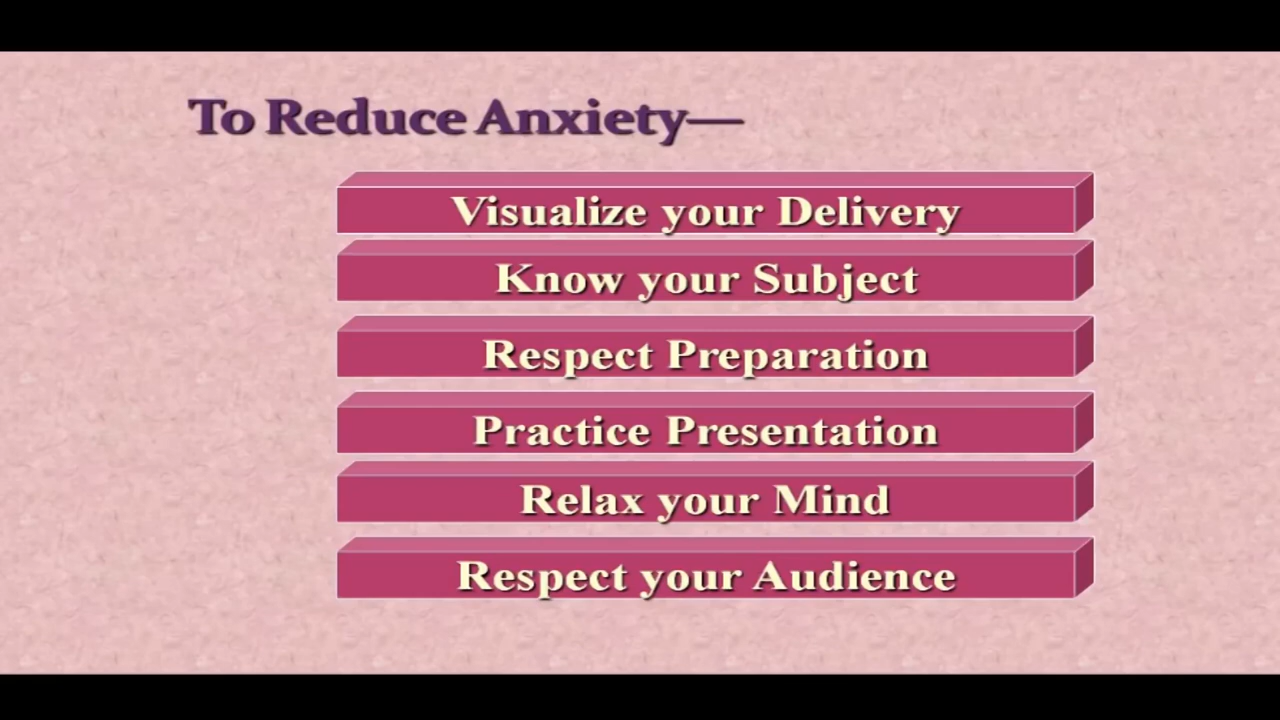 To Reduce Anxiety—
Visualize your Delivery
Know your Subject
Respect Preparation
Practice Presentation
Relax your Mind
Respect your Audience